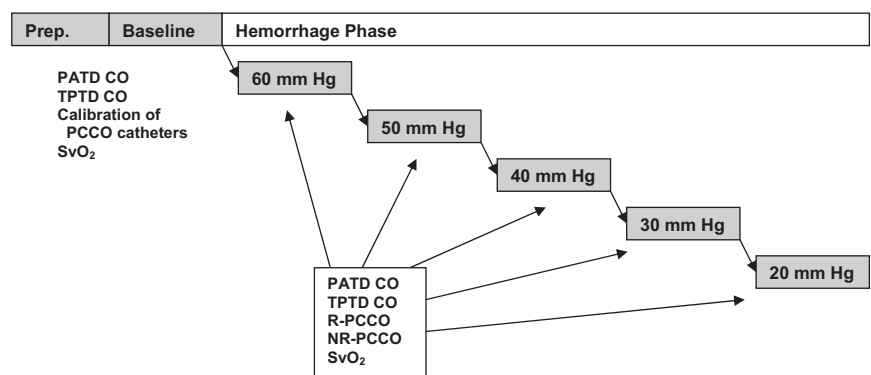 Prep. Baseline Hemorrhage Phase
PATD CO
TPTD CO
Calibration of
PCCO catheters
SvO₂
60 mm Hg
50 mm Hg
40 mm Hg
30 mm Hg
20 mm Hg
PATD CO
TPTD CO
R-PCCO
NR-PCCO
SvO₂